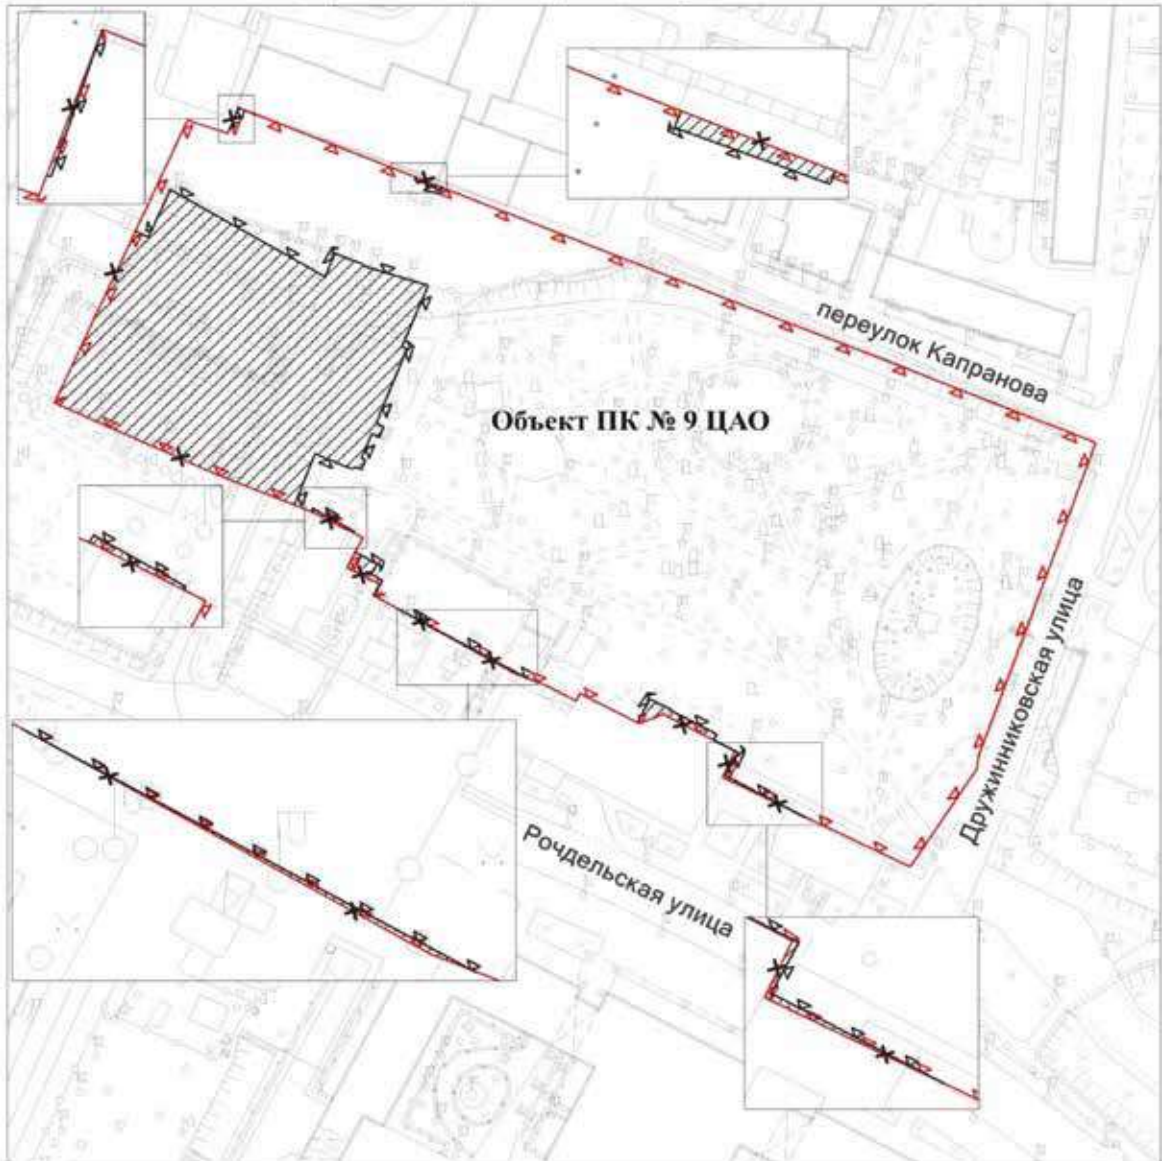 переулок Капранова
Объект ПК № 9 ЦАО
Дружинниковская улица
Рочдельская улица